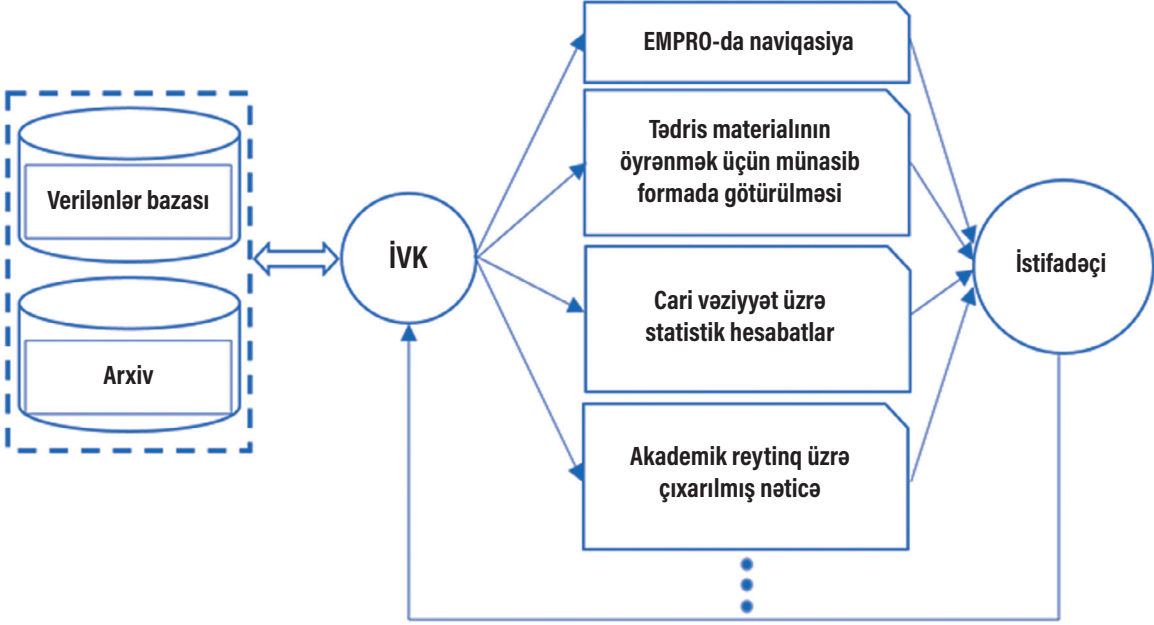 EMPRO-da naviqasiya
Tədris materialının
öyrənmək üçün münasib
formada götürülməsi
Verilənlər bazası
İVK
İstifadəçi
Cari vəziyyət üzrə
statistik hesabatlar
Arxiv
Akademik reytinq üzrə
çıxarılmış nəticə